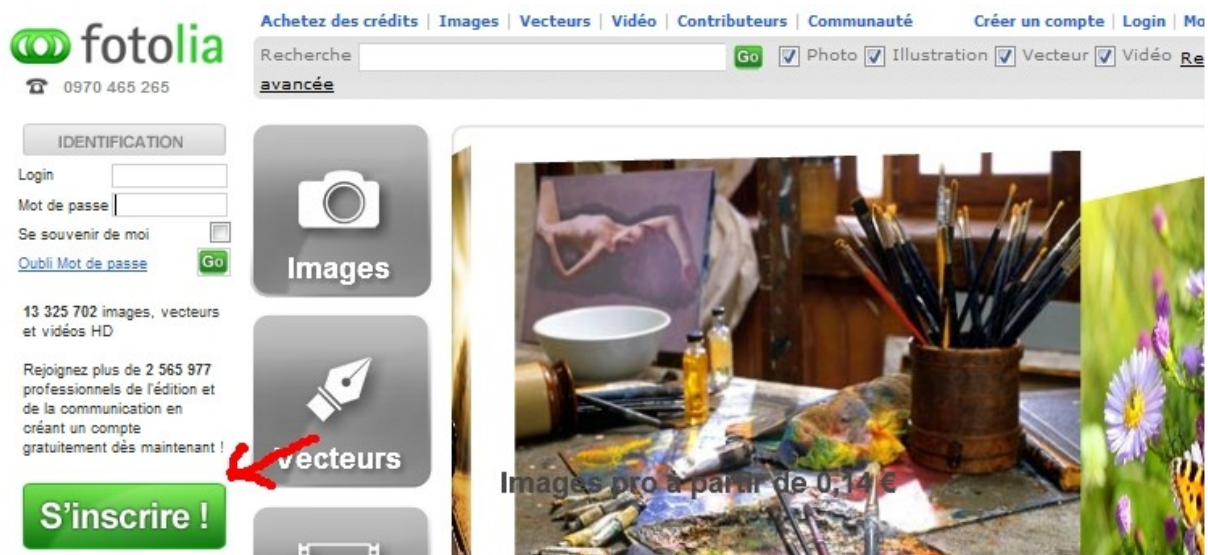 fotolia
0970 465 265
Achetez des crédits | Images | Vecteurs | Vidéo | Contributeurs | Communauté
Créer un compte | Login | Mo
Recherche Go Photo Illustration Vecteur Vidéo Re
avancée
IDENTIFICATION
Login
Mot de passe
Se souvenir de moi
Oubli Mot de passe Go
13 325 702 images, vecteurs
et vidéos HD
Rejoignez plus de 2 565 977
professionnels de l'édition et
de la communication en
créant un compte
gratuitement dès maintenant !
S'inscrire !
Images
Vecteurs
Images pro à partir de 0,14 €